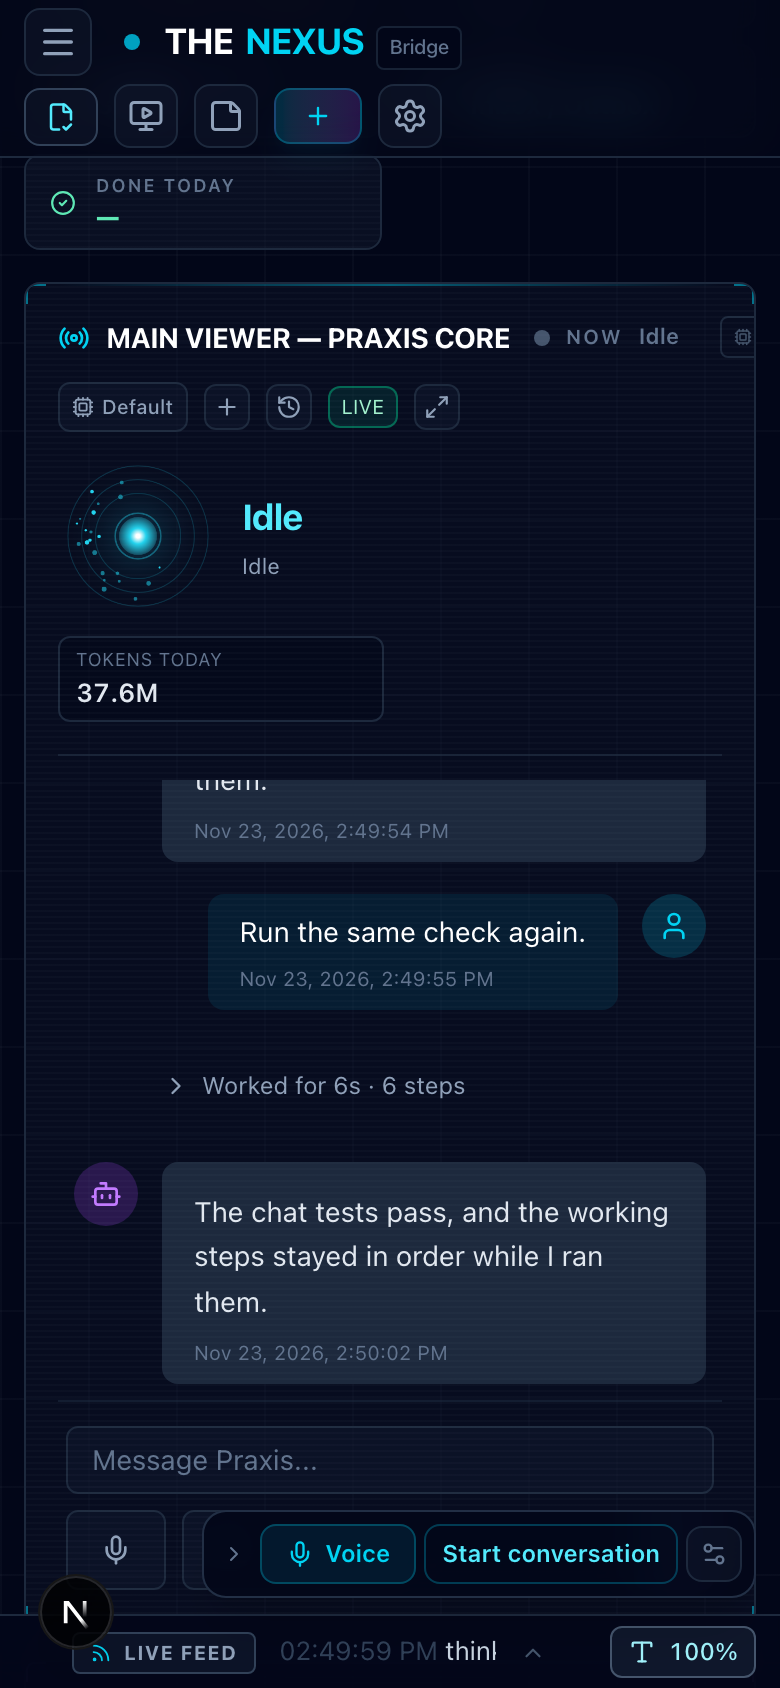 THE NEXUS Bridge
DONE TODAY
—
MAIN VIEWER — PRAXIS CORE NOW Idle
Default LIVE
Idle
Idle
TOKENS TODAY
37.6M
them.
Nov 23, 2026, 2:49:54 PM
Run the same check again.
Nov 23, 2026, 2:49:55 PM
Worked for 6s · 6 steps
The chat tests pass, and the working
steps stayed in order while I ran
them.
Nov 23, 2026, 2:50:02 PM
Message Praxis...
Voice Start conversation
N
LIVE FEED 02:49:59 PM think T 100%